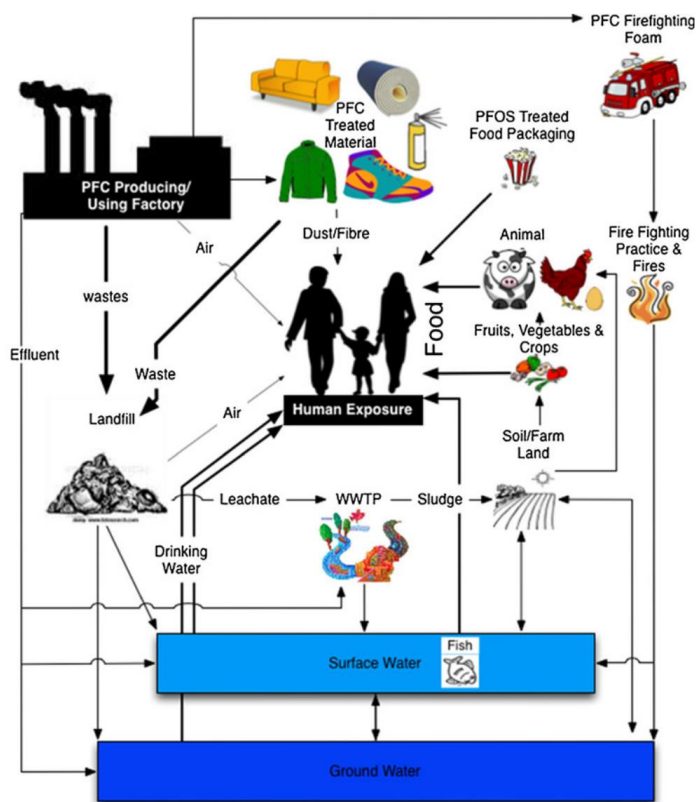 PFC Firefighting
Foam
PFC
Treated
Material
PFOS Treated
Food Packaging
PFC Producing/
Using Factory
Air
Dust/Fibre
Animal
Fire Fighting
Practice &
Fires
wastes
Food
Fruits, Vegetables &
Crops
Effluent
Waste
Landfill
Air
Human Exposure
Soil/Farm
Land
Leachate
WWTP
Sludge
Drinking
Water
Fish
Surface Water
Ground Water